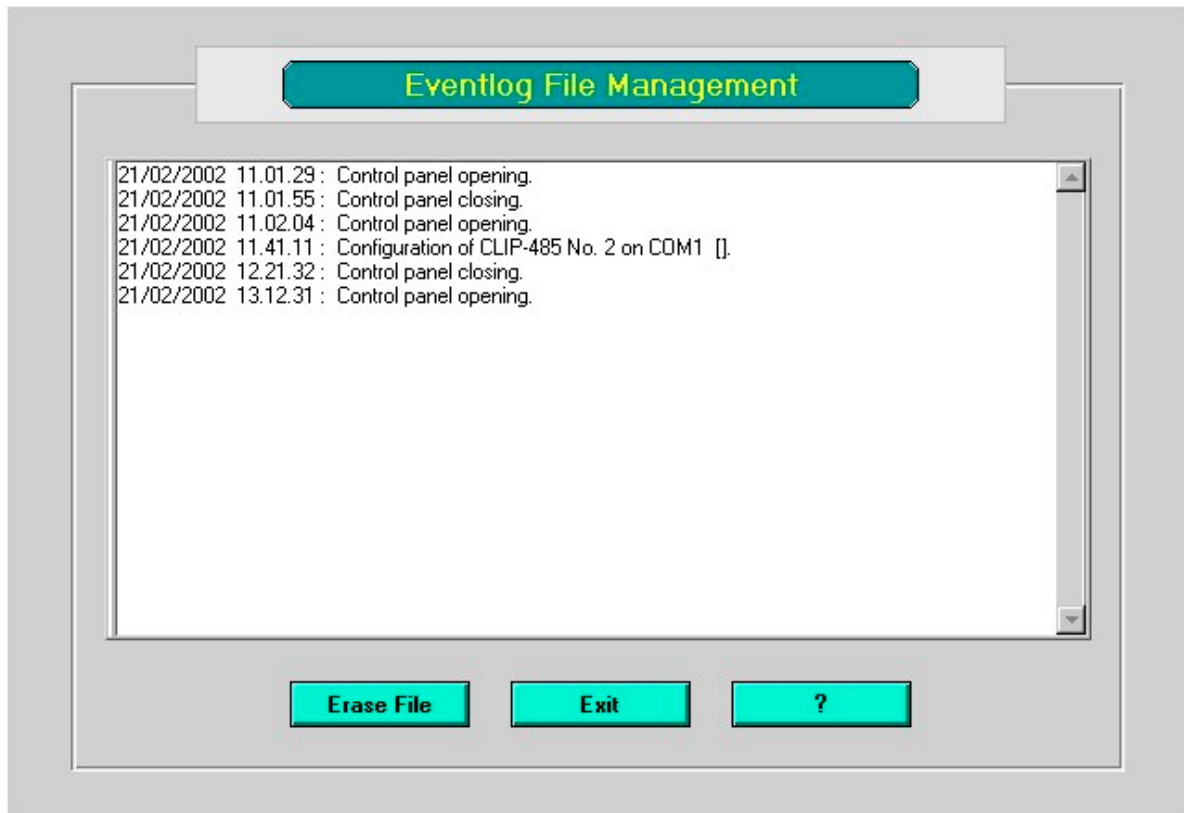 Eventlog File Management
21/02/2002 11.01.29 : Control panel opening.
21/02/2002 11.01.55 : Control panel closing.
21/02/2002 11.02.04 : Control panel opening.
21/02/2002 11.41.11 : Configuration of CLIP-485 No. 2 on COM1 [].
21/02/2002 12.21.32 : Control panel closing.
21/02/2002 13.12.31 : Control panel opening.
Erase File Exit ?